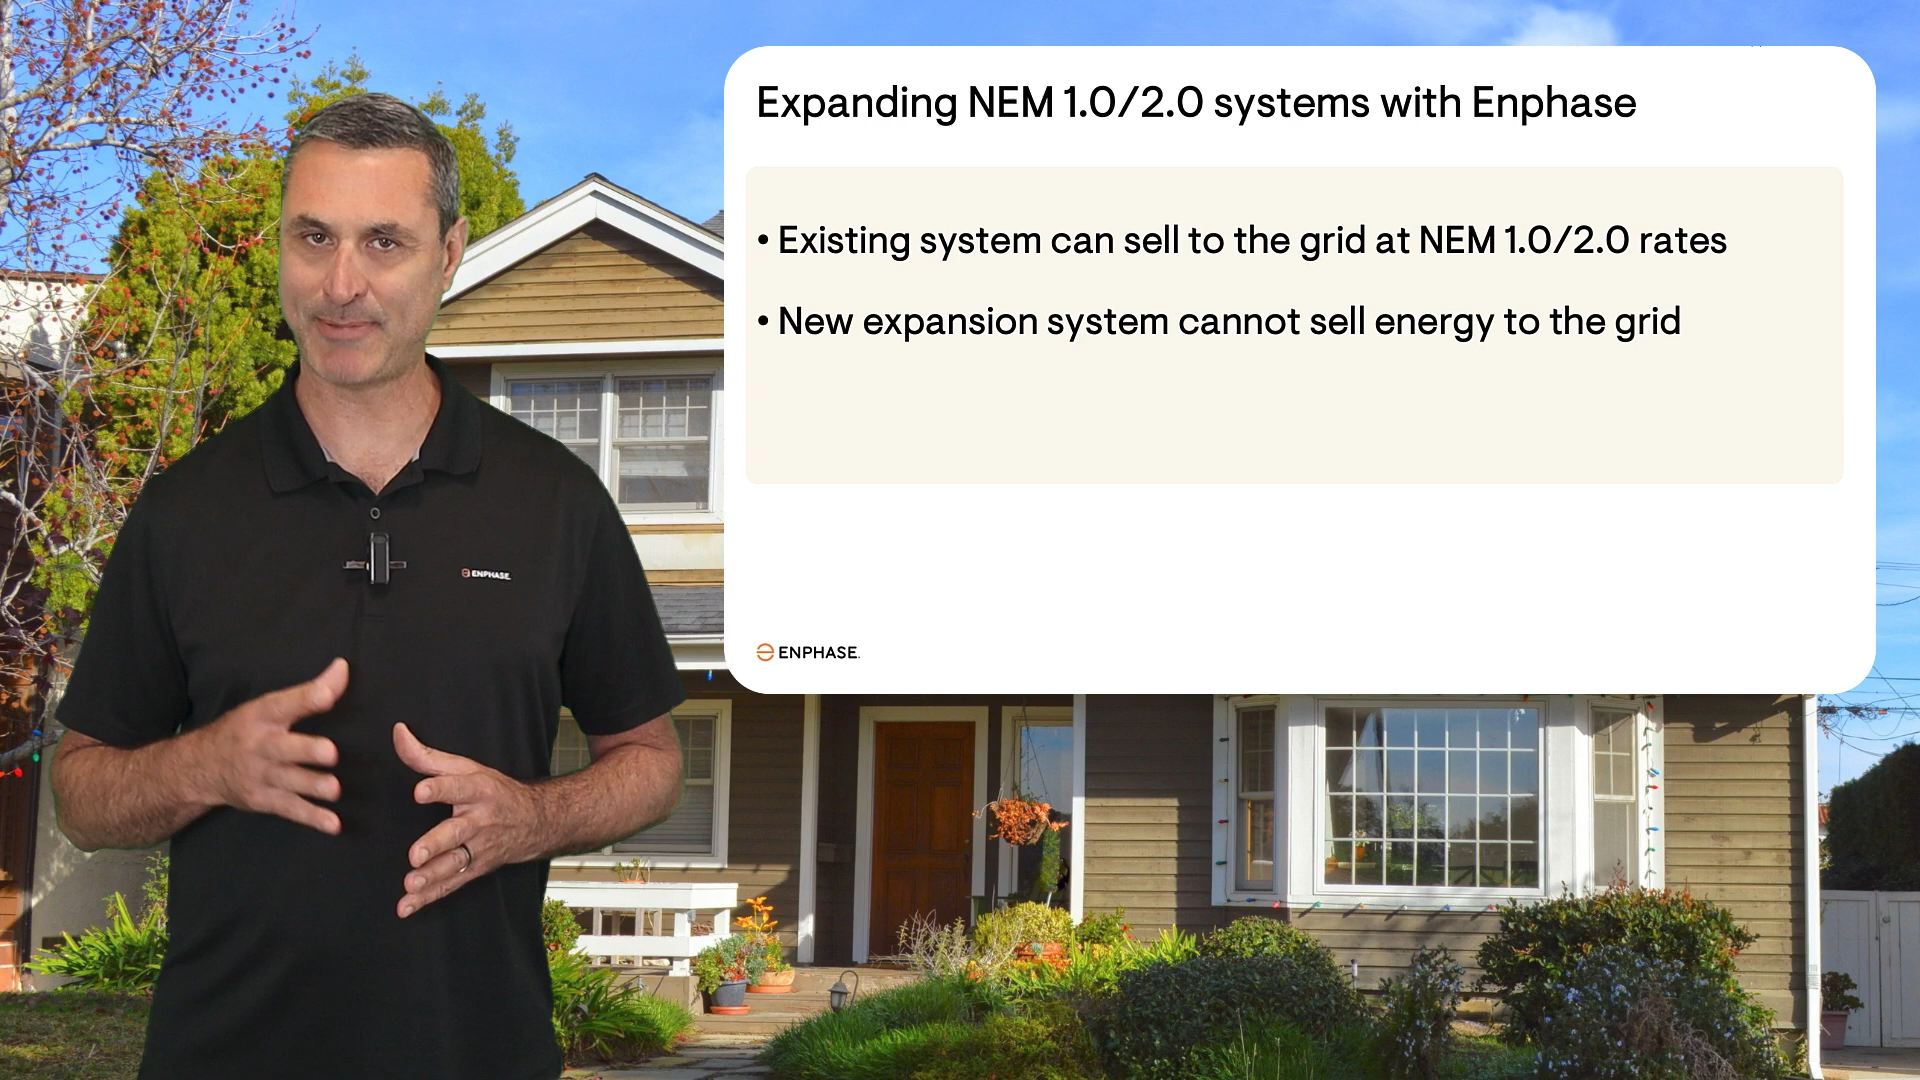 Expanding NEM 1.0/2.0 systems with Enphase
• Existing system can sell to the grid at NEM 1.0/2.0 rates
• New expansion system cannot sell energy to the grid
ENPHASE.
ENPHASE.